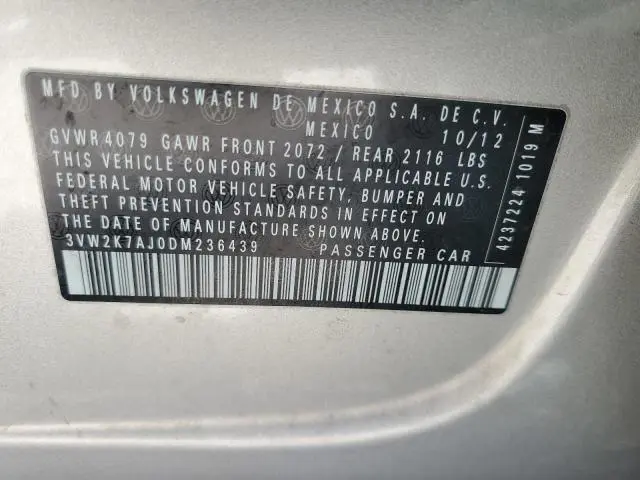 MFD BY VOLKSWAGEN DE MEXICO S.A. DE C.V.
MEXICO 10/12
GVWR4079 GAWR FRONT 2072 / REAR 2116 LBS
THIS VEHICLE CONFORMS TO ALL APPLICABLE U.S.
FEDERAL MOTOR VEHICLE SAFETY, BUMPER AND
THEFT PREVENTION STANDARDS IN EFFECT ON
THE DATE OF MANUFACTURE SHOWN ABOVE.
3VW2K7AJ0DM236439 PASSENGER CAR
4237224 1019 M